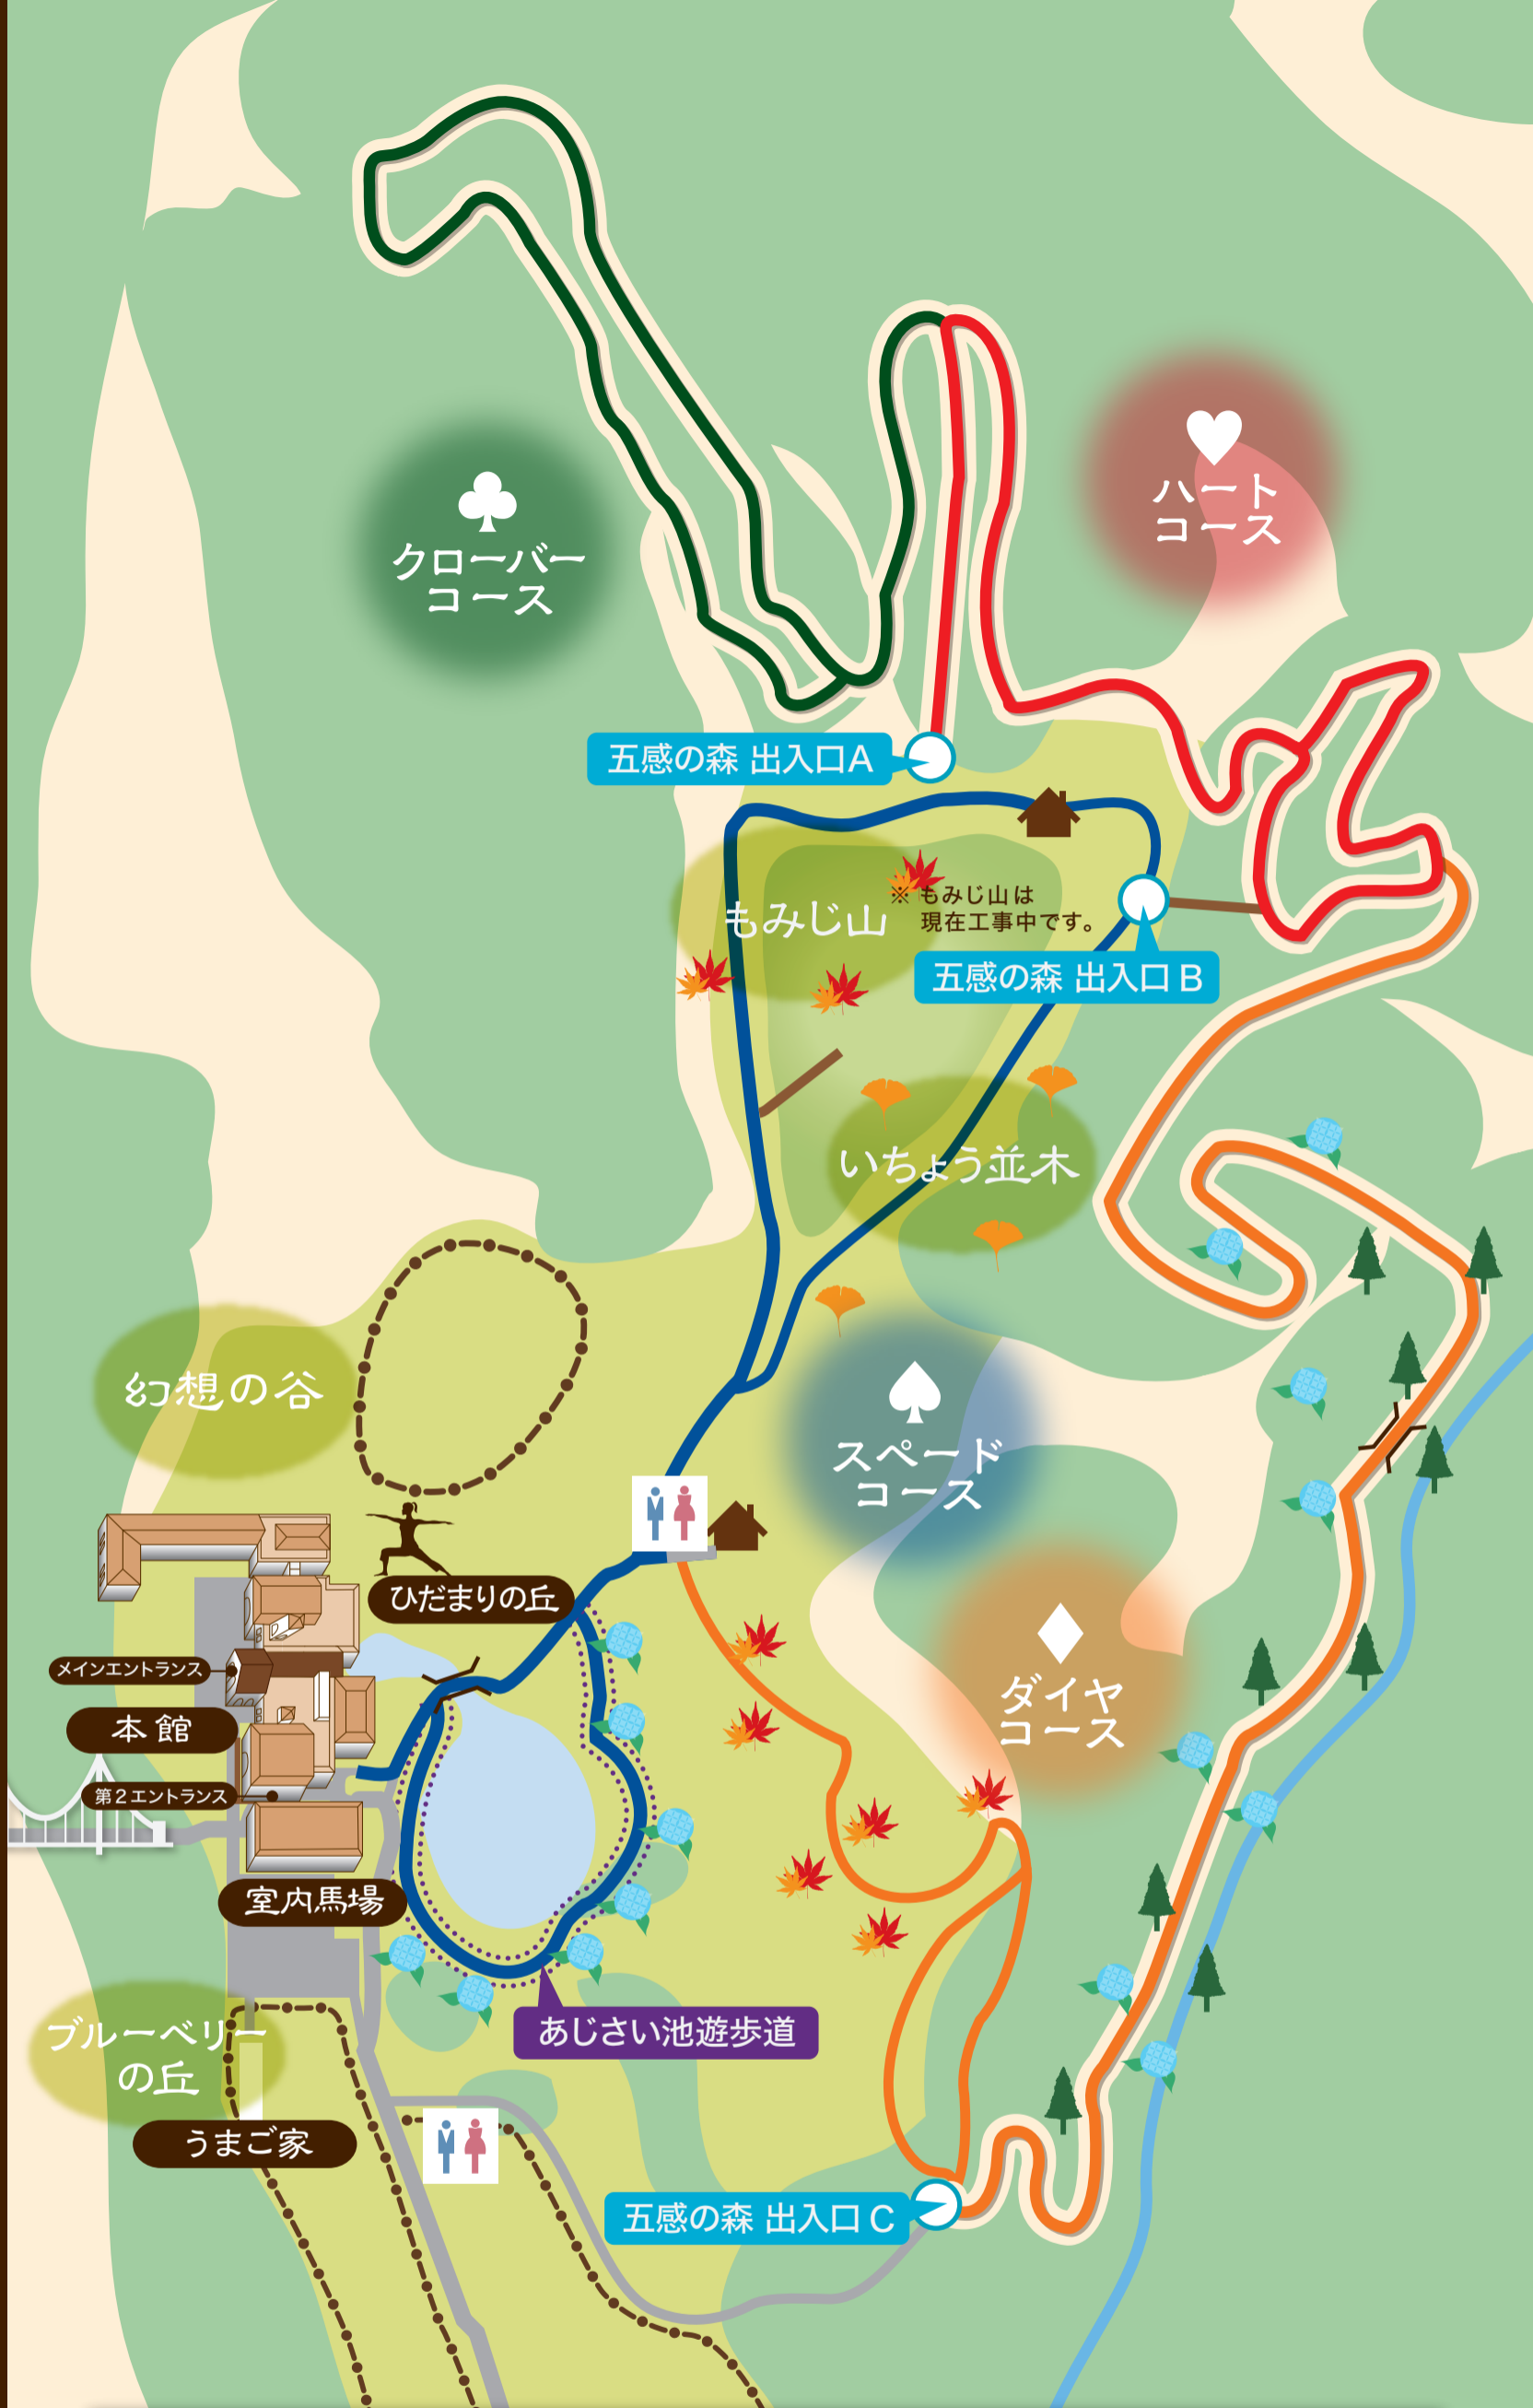 クローバー
コース
ハート
コース
五感の森 出入口A
もみじ山
※ もみじ山は
現在工事中です。
五感の森 出入口 B
いちょう並木
幻想の谷
スペード
コース
ひだまりの丘
メインエントランス
本館
第2エントランス
ダイヤ
コース
室内馬場
あじさい池遊歩道
ブルーベリー
の丘
うまご家
五感の森 出入口 C